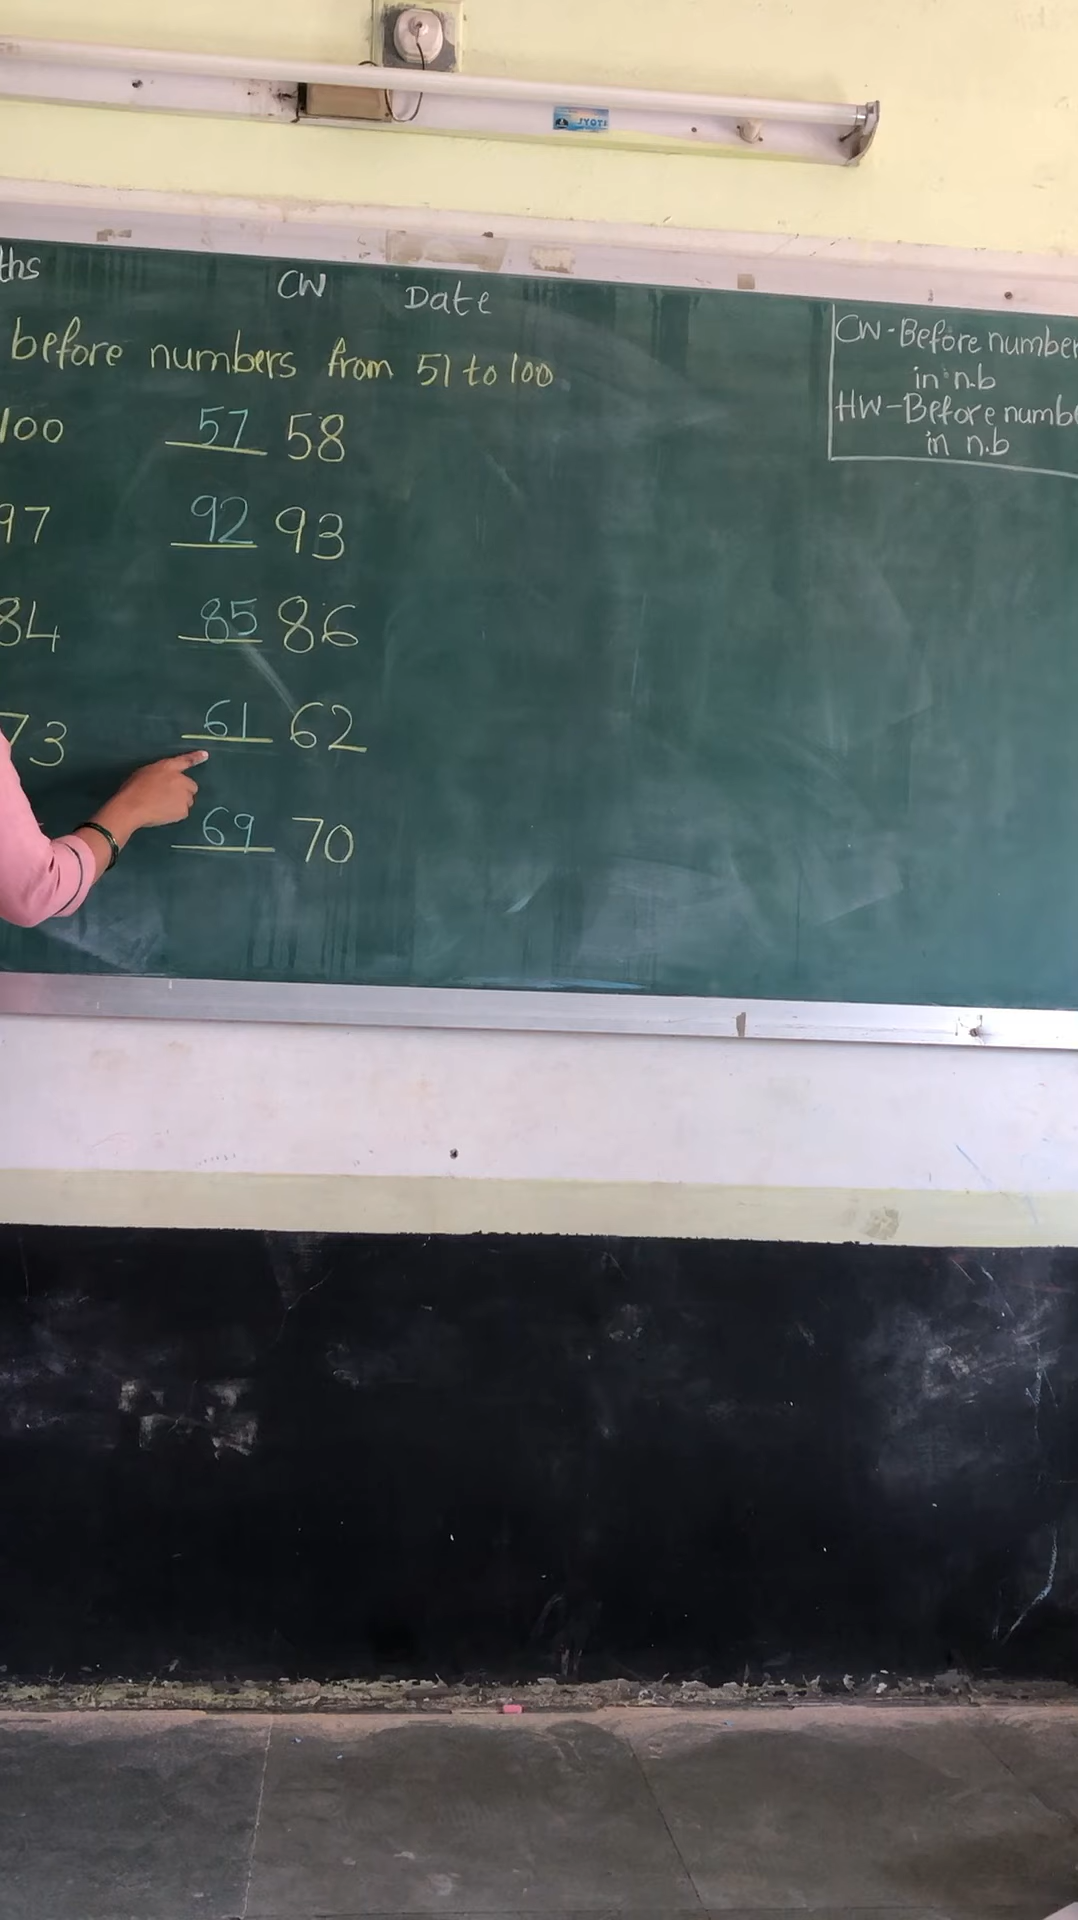 ths CW Date
before numbers from 51 to 100
100 57 58
97 92 93
84 85 86
73 61 62
69 70
CW-Before number
in n.b
HW-Before numbe
in n.b
JYOTI